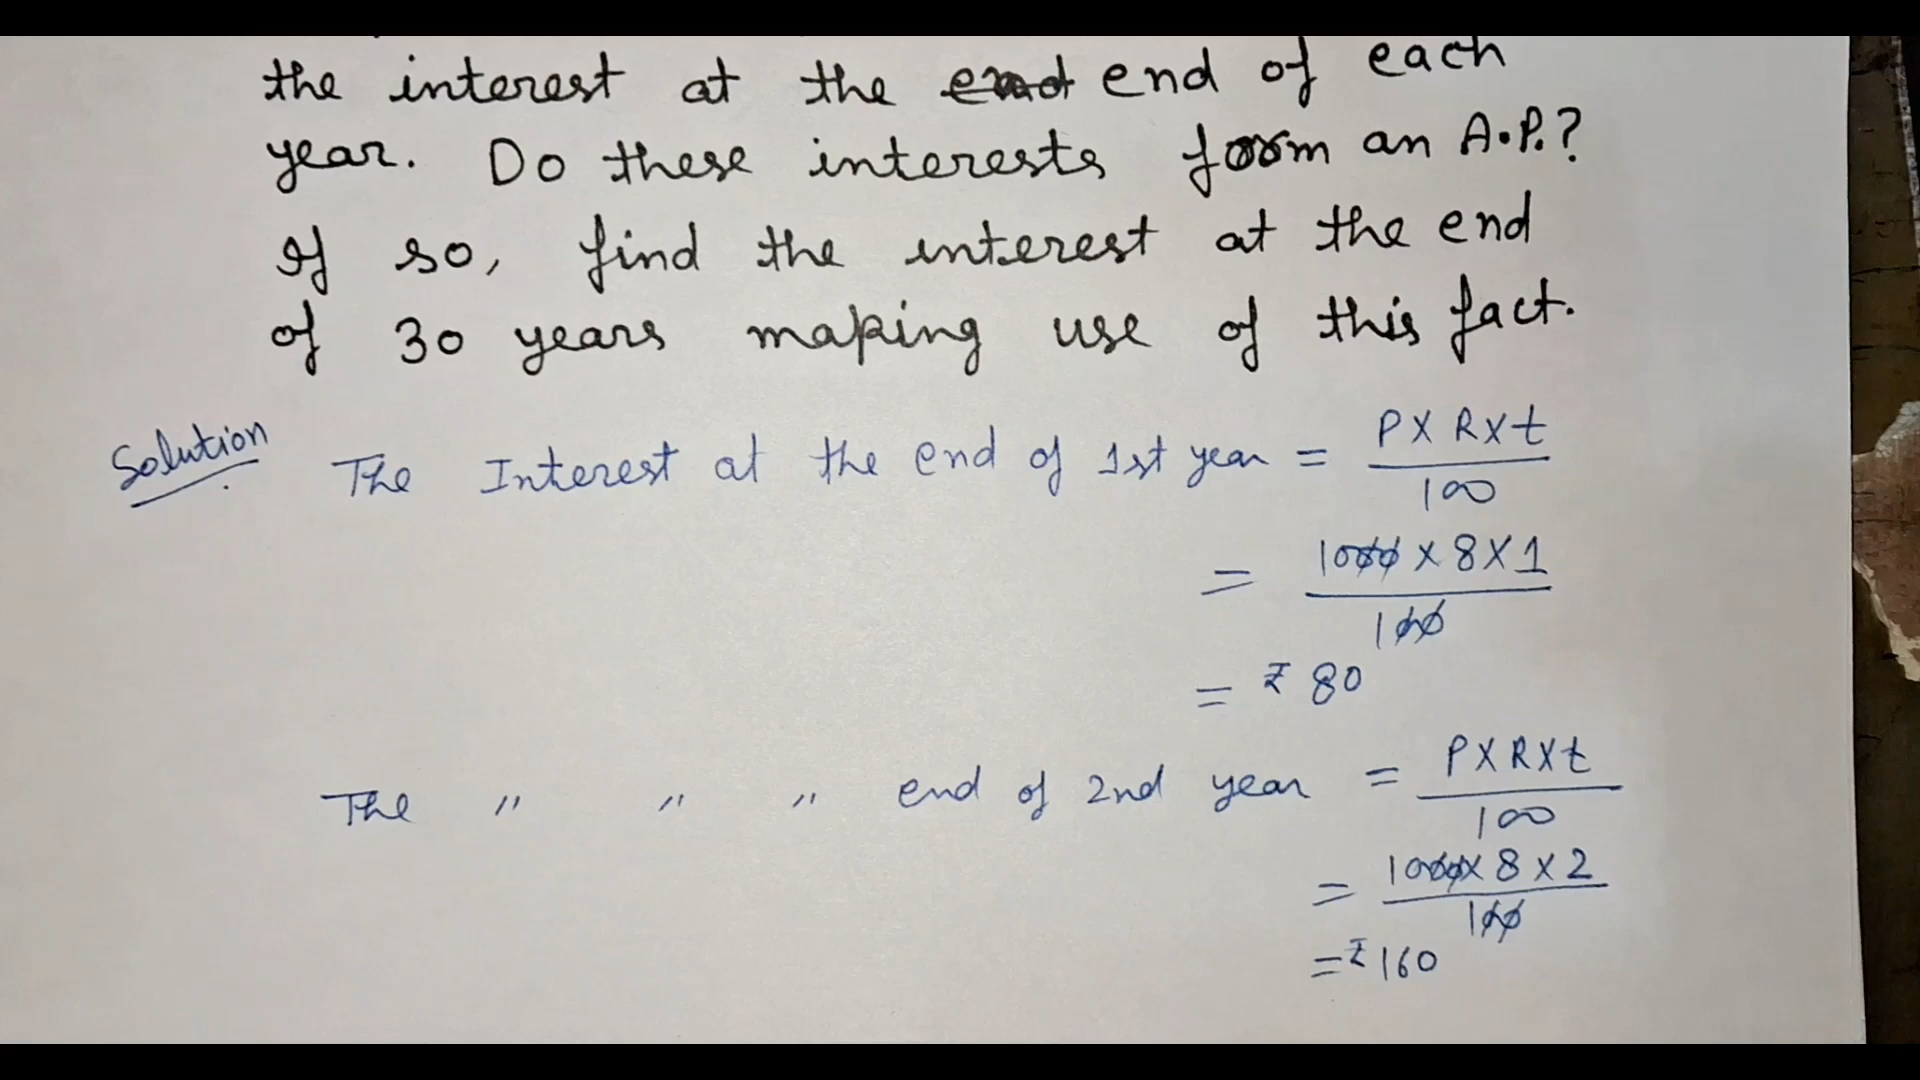 the interest at the end end of each
year. Do these interests form an A.P.?
If so, find the interest at the end
of 30 years making use of this fact.
Solution The Interest at the end of 1st year = P X R X t / 100
= 1000 X 8 X 1 / 100
= ₹ 80
The " " " end of 2nd year = P X R X t / 100
= 1000 X 8 X 2 / 100
= ₹ 160